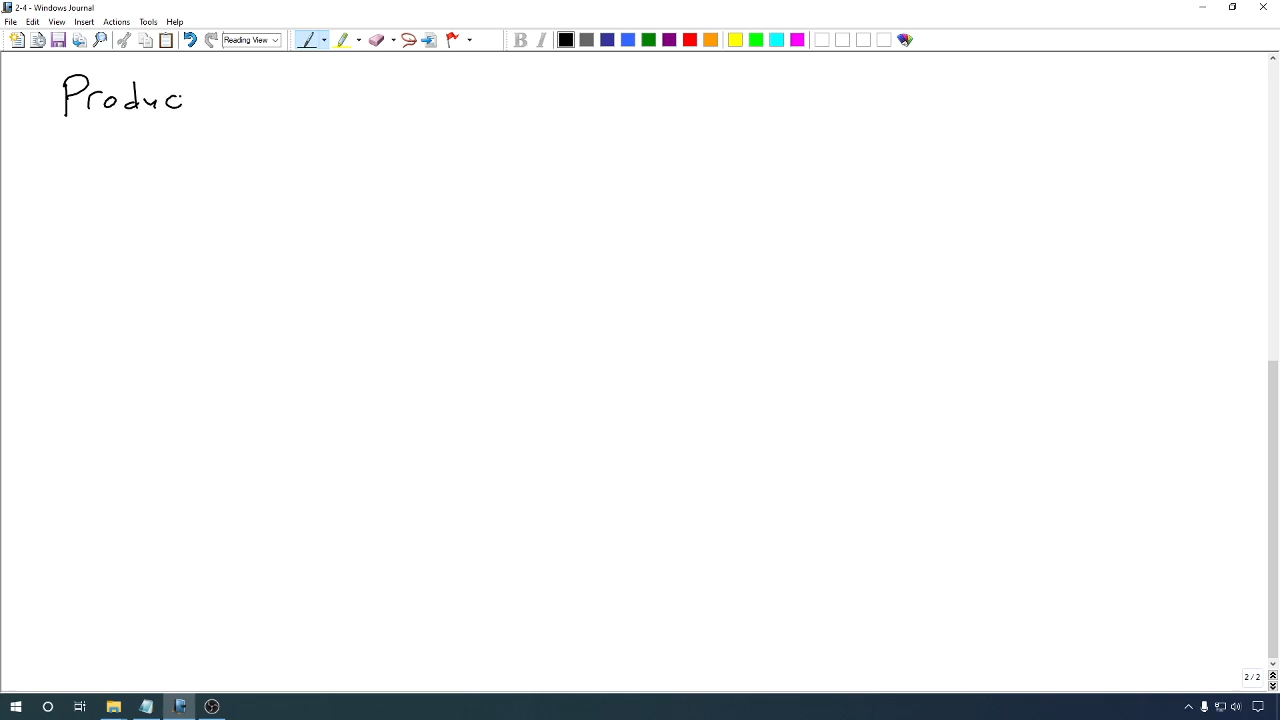 2-4 - Windows Journal
File Edit View Insert Actions Tools Help
Reading View B I
Produc
2 / 2